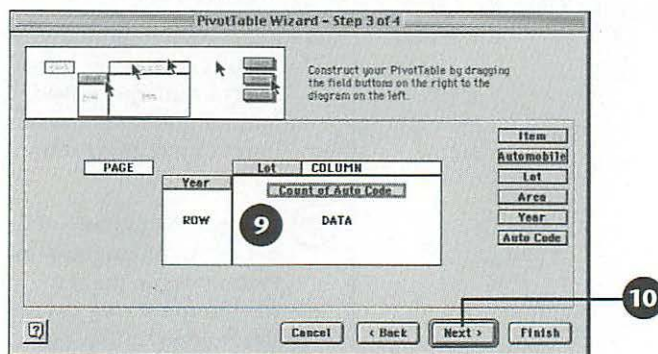 PivotTable Wizard – Step 3 of 4
Construct your PivotTable by dragging
the field buttons on the right to the
diagram on the left.
Item
Automobile
Lot
Area
Year
Auto Code
PAGE
Lot COLUMN
Year
Count of Auto Code
ROW
9
DATA
10
?
Cancel
< Back
Next >
Finish